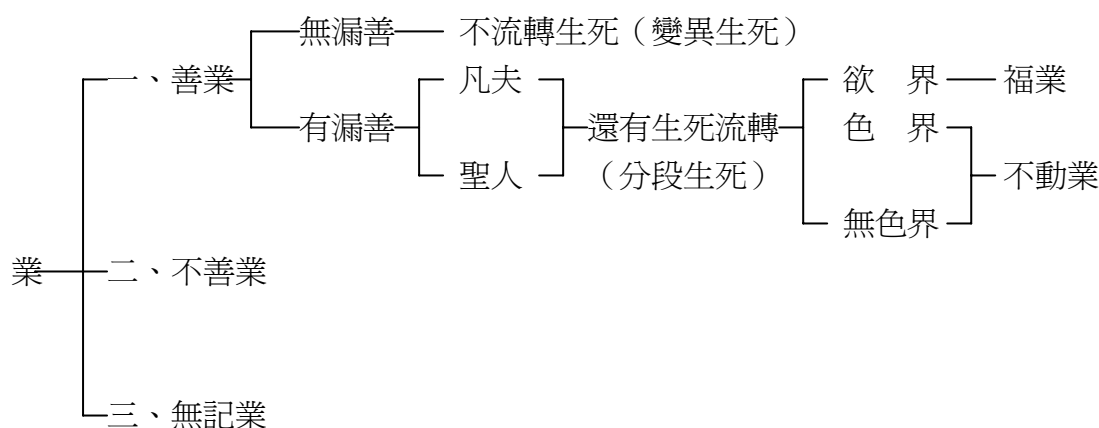 無漏善 不流轉生死（變異生死）
一、善業 凡夫 欲 界 福業
有漏善 還有生死流轉 色 界
聖人 （分段生死） 不動業
無色界
業 二、不善業
三、無記業